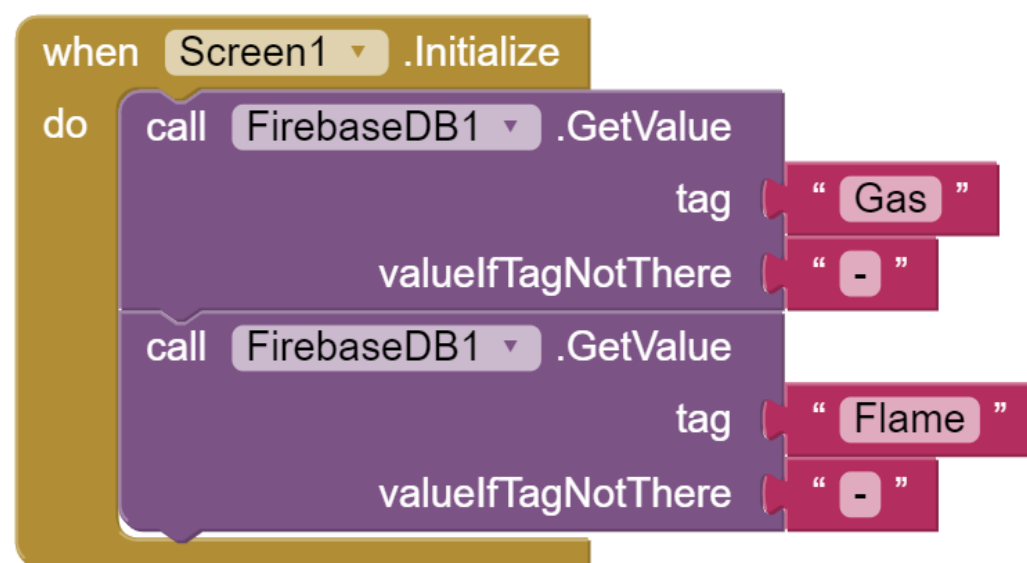 when Screen1 .Initialize
do call FirebaseDB1 .GetValue
tag “ Gas ”
valueIfTagNotThere “ - ”
call FirebaseDB1 .GetValue
tag “ Flame ”
valueIfTagNotThere “ - ”